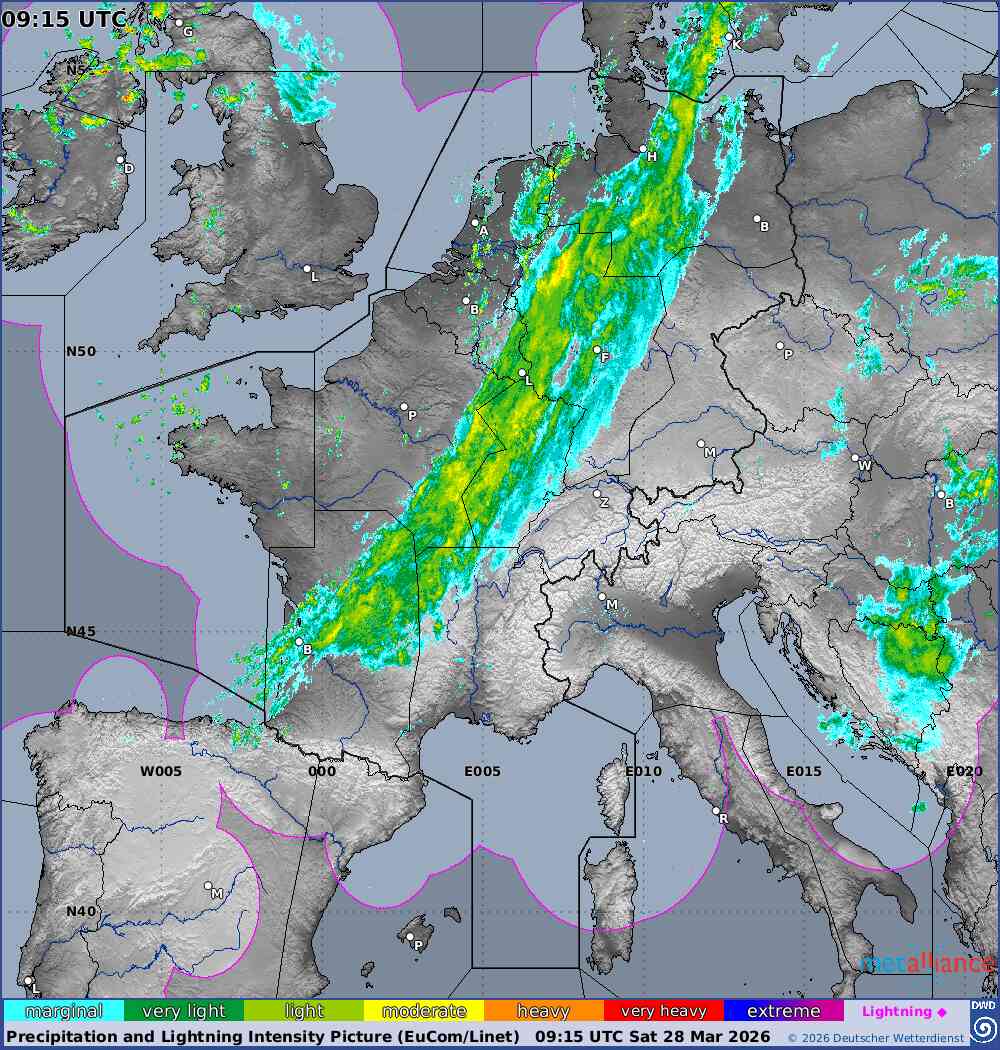 09:15 UTC
G
K
N55
D
H
A
B
L
B
N50
P
F
L
P
M
W
Z
B
M
N45
B
W005
000
E005
E010
E015
E020
R
M
N40
P
metalliance
L
marginal very light light moderate heavy very heavy extreme Lightning ◆
DWD
Precipitation and Lightning Intensity Picture (EuCom/Linet) 09:15 UTC Sat 28 Mar 2026 © 2026 Deutscher Wetterdienst